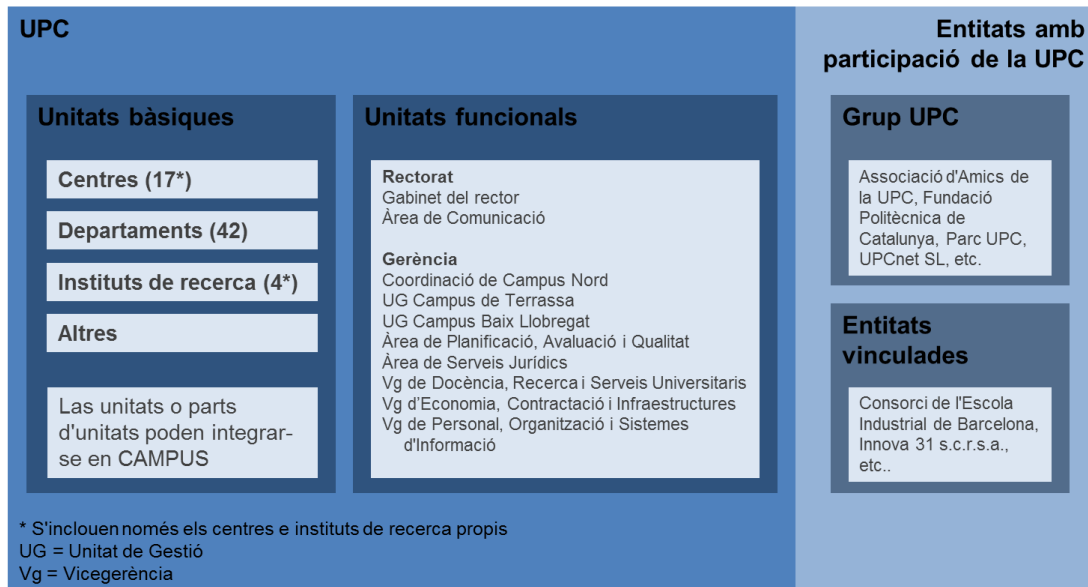 UPC
Unitats bàsiques
Centres (17*)
Departaments (42)
Instituts de recerca (4*)
Altres
Las unitats o parts
d'unitats poden integrar-
se en CAMPUS
Unitats funcionals
Rectorat
Gabinet del rector
Àrea de Comunicació
Gerència
Coordinació de Campus Nord
UG Campus de Terrassa
UG Campus Baix Llobregat
Àrea de Planificació, Avaluació i Qualitat
Àrea de Serveis Jurídics
Vg de Docència, Recerca i Serveis Universitaris
Vg d’Economia, Contractació i Infraestructures
Vg de Personal, Organització i Sistemes
d'Informació
* S'inclouen només els centres e instituts de recerca propis
UG = Unitat de Gestió
Vg = Vicegerència
Entitats amb
participació de la UPC
Grup UPC
Associació d'Amics de
la UPC, Fundació
Politècnica de
Catalunya, Parc UPC,
UPCnet SL, etc.
Entitats
vinculades
Consorci de l'Escola
Industrial de Barcelona,
Innova 31 s.c.r.s.a.,
etc..